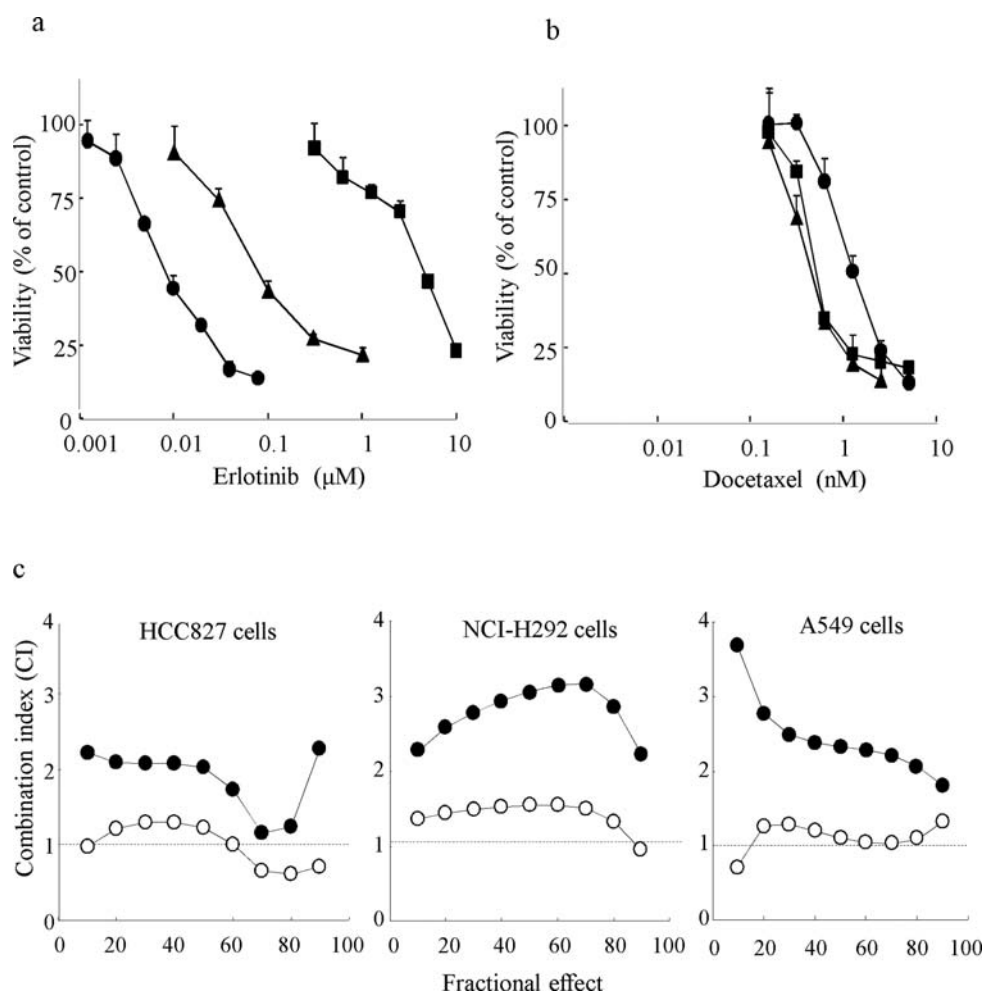 a
Viability (% of control)
100
75
50
25
0
0.001
0.01
0.1
1
10
Erlotinib (μM)
b
Viability (% of control)
100
75
50
25
0
0.01
0.1
1
10
Docetaxel (nM)
c
Combination index (CI)
HCC827 cells
4
3
2
1
0
0 20 40 60 80 100
NCI-H292 cells
4
3
2
1
0
0 20 40 60 80 100
A549 cells
4
3
2
1
0
0 20 40 60 80 100
Fractional effect